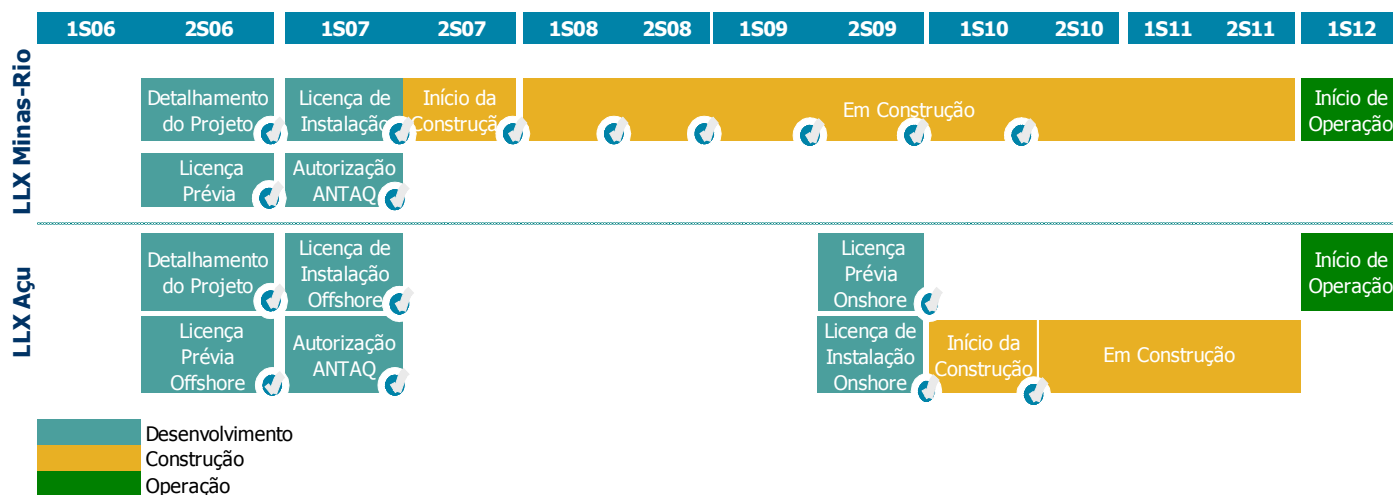 1S06 2S06 1S07 2S07 1S08 2S08 1S09 2S09 1S10 2S10 1S11 2S11 1S12
LLX Minas-Rio
Detalhamento
do Projeto
Licença de
Instalação
Início da
Construçã
Em Construção
Início de
Operação
Licença
Prévia
Autorização
ANTAQ
LLX Açu
Detalhamento
do Projeto
Licença de
Instalação
Offshore
Licença
Prévia
Onshore
Início de
Operação
Licença
Prévia
Offshore
Autorização
ANTAQ
Licença de
Instalação
Onshore
Início da
Construção
Em Construção
Desenvolvimento
Construção
Operação